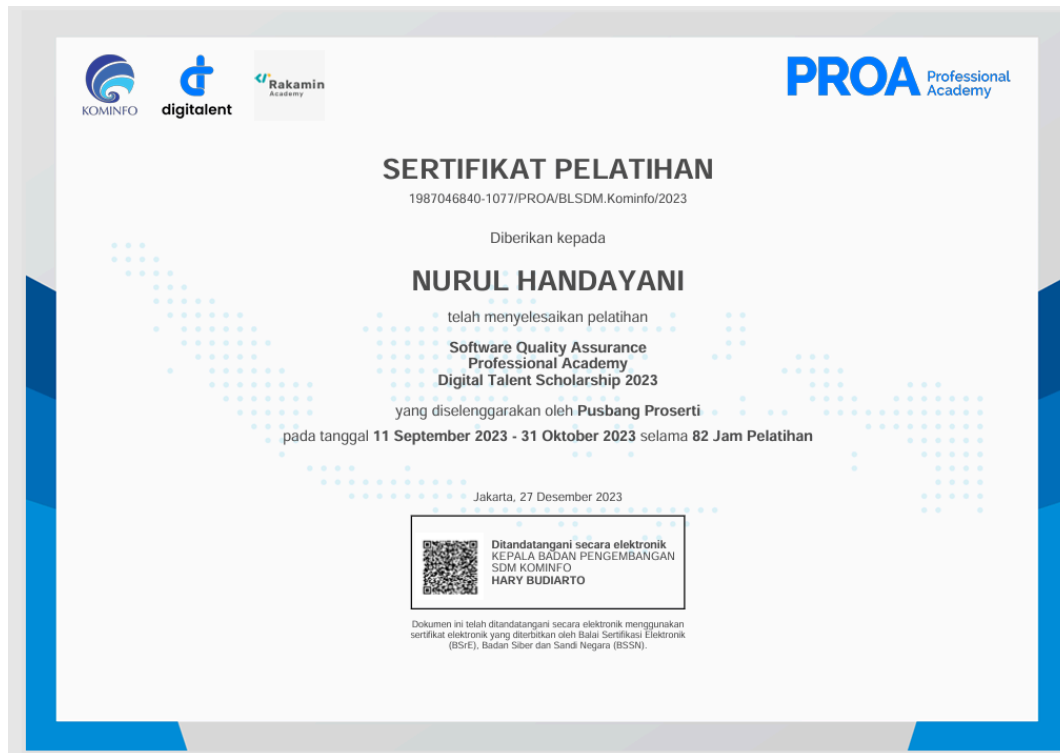 KOMINFO
digitalent
Rakamin
Academy
PROA Professional
Academy
SERTIFIKAT PELATIHAN
1987046840-1077/PROA/BLSDM.Kominfo/2023
Diberikan kepada
NURUL HANDAYANI
telah menyelesaikan pelatihan
Software Quality Assurance
Professional Academy
Digital Talent Scholarship 2023
yang diselenggarakan oleh Pusbang Proserti
pada tanggal 11 September 2023 - 31 Oktober 2023 selama 82 Jam Pelatihan
Jakarta, 27 Desember 2023
Ditandatangani secara elektronik
KEPALA BADAN PENGEMBANGAN
SDM KOMINFO
HARY BUDIARTO
Dokumen ini telah ditandatangani secara elektronik menggunakan
sertifikat elektronik yang diterbitkan oleh Balai Sertifikasi Elektronik
(BSrE), Badan Siber dan Sandi Negara (BSSN).